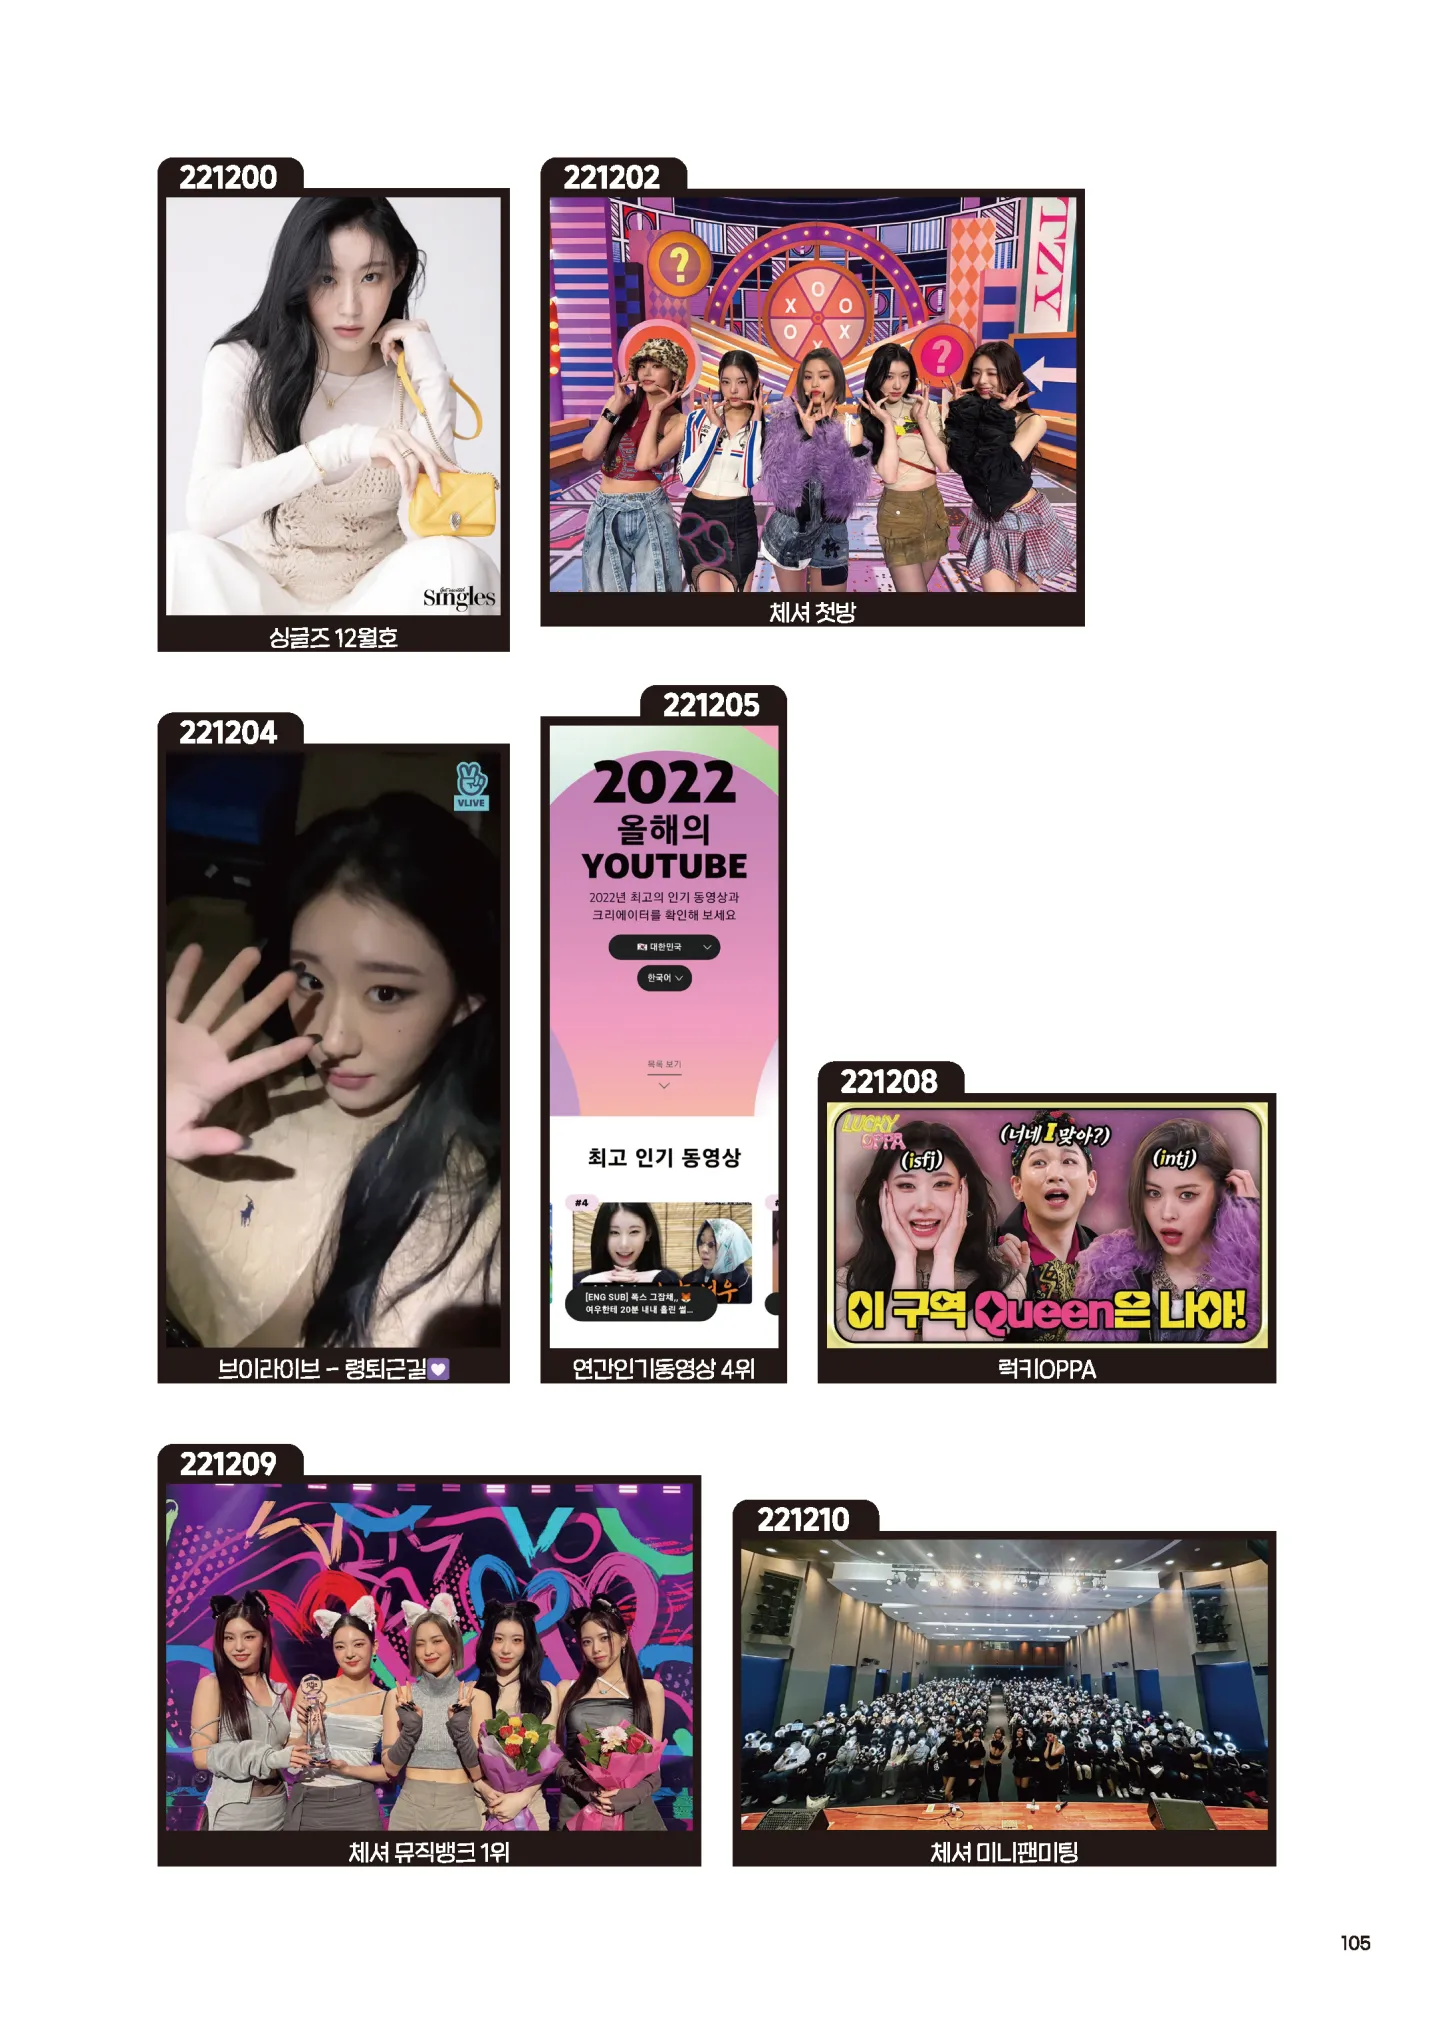 221200
Singles
싱글즈 12월호
221202
?
TZY
O
X
O
O
X
X
?
체셔 첫방
221204
VLIVE
브이라이브 - 령퇴근길💜
221205
2022
올해의
YOUTUBE
2022년 최고의 인기 동영상과
크리에이터를 확인해 보세요
대한민국
한국어
목록 보기
최고 인기 동영상
#4
[ENG SUB] 폭스 그잡채,, 🦊
여우한테 20분 내내 홀린 썰...
연간인기동영상 4위
221208
LUCKY
OPPA
(isfj)
(너네 I 맞아?)
(intj)
이 구역 Queen은 나야!
럭키OPPA
221209
체셔 뮤직뱅크 1위
221210
체셔 미니팬미팅
105